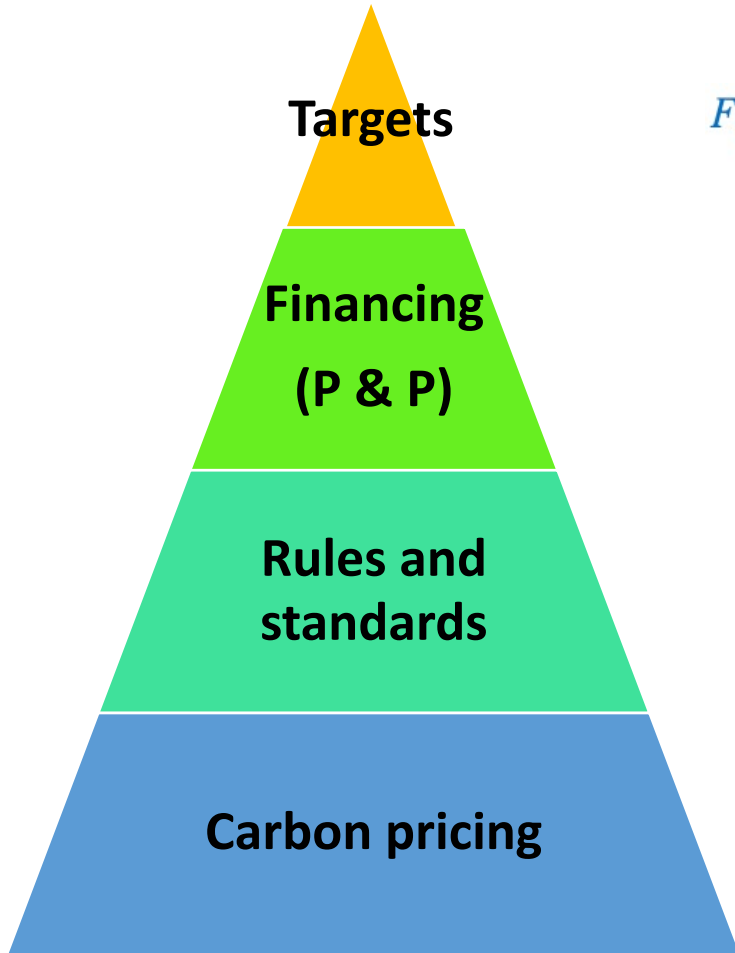 Targets
F
Financing
(P & P)
Rules and
standards
Carbon pricing